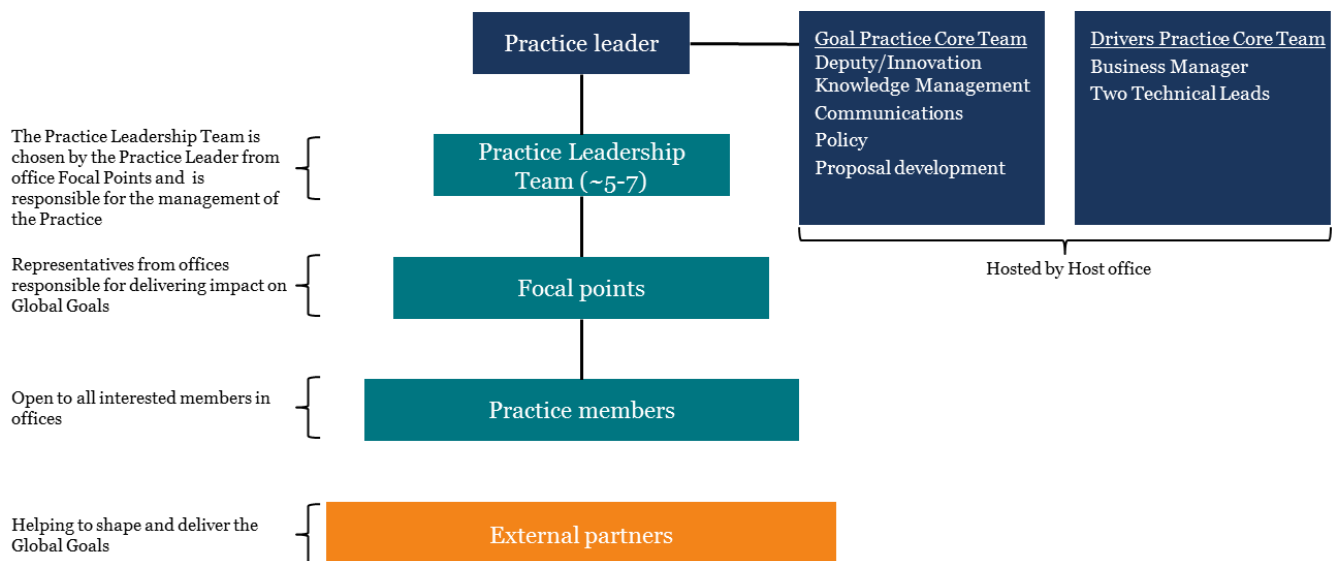 Practice leader
Goal Practice Core Team
Deputy/Innovation
Knowledge Management
Communications
Policy
Proposal development
Drivers Practice Core Team
Business Manager
Two Technical Leads
The Practice Leadership Team is
chosen by the Practice Leader from
office Focal Points and  is
responsible for the management of
the Practice
Practice Leadership
Team (~5-7)
Hosted by Host office
Representatives from offices
responsible for delivering impact on
Global Goals
Focal points
Open to all interested members in
offices
Practice members
Helping to shape and deliver the
Global Goals
External partners